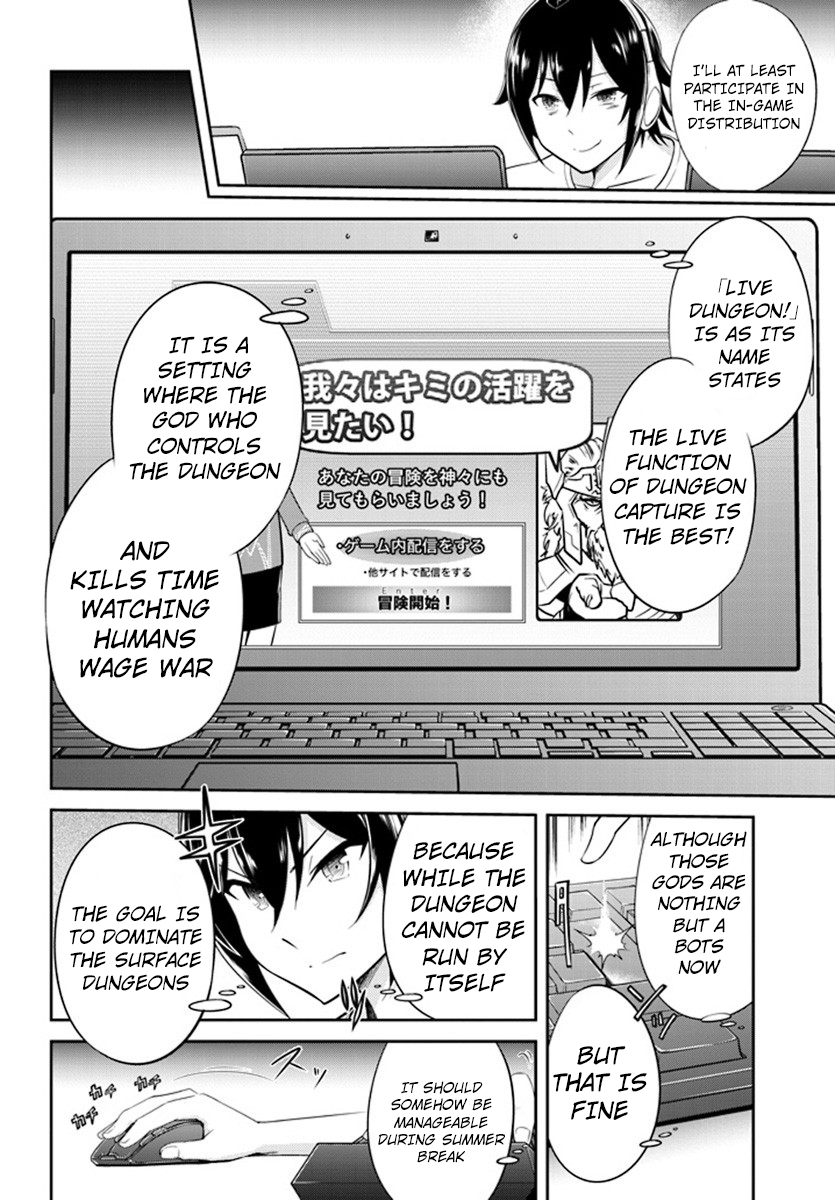 I'LL AT LEAST
PARTICIPATE IN
THE IN-GAME
DISTRIBUTION
「LIVE
DUNGEON!」
IS AS ITS
NAME
STATES
THE LIVE
FUNCTION
OF DUNGEON
CAPTURE IS
THE BEST!
IT IS A
SETTING
WHERE THE
GOD WHO
CONTROLS
THE DUNGEON
AND
KILLS TIME
WATCHING
HUMANS
WAGE WAR
我々はキミの活躍を
見たい!
あなたの冒険を神々にも
見てもらいましょう!
・ゲーム内配信をする
・他サイトで配信をする
Enter
冒険開始!
ALTHOUGH
THOSE
GODS ARE
NOTHING
BUT A
BOTS
NOW
BUT
THAT IS
FINE
BECAUSE
WHILE THE
DUNGEON
CANNOT BE
RUN BY
ITSELF
THE GOAL IS
TO DOMINATE
THE SURFACE
DUNGEONS
IT SHOULD
SOMEHOW BE
MANAGEABLE
DURING SUMMER
BREAK
カチ
カチ